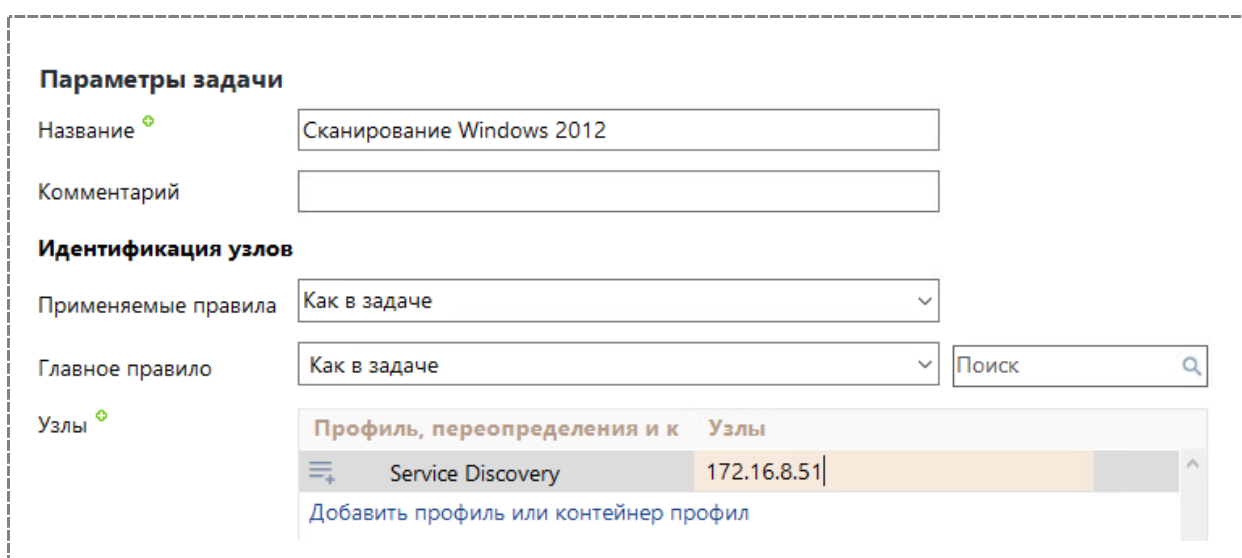 Параметры задачи
Название Сканирование Windows 2012
Комментарий
Идентификация узлов
Применяемые правила Как в задаче
Главное правило Как в задаче Поиск
Узлы Профиль, переопределения и к Узлы
Service Discovery 172.16.8.51
Добавить профиль или контейнер профил